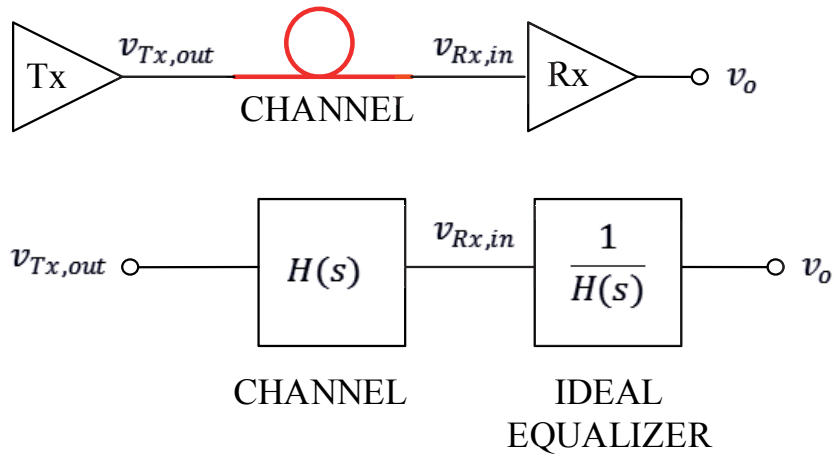 v_{Tx,out} v_{Rx,in}
Tx Rx v_o
CHANNEL
v_{Rx,in}
v_{Tx,out} H(s) \frac{1}{H(s)} v_o
CHANNEL IDEAL
EQUALIZER